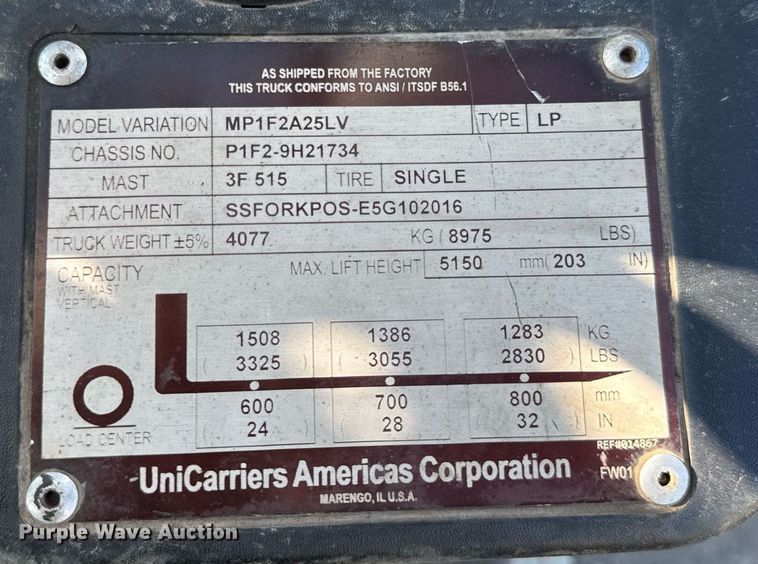 AS SHIPPED FROM THE FACTORY
THIS TRUCK CONFORMS TO ANSI / ITSDF B56.1
MODEL VARIATION MP1F2A25LV TYPE LP
CHASSIS NO. P1F2-9H21734
MAST 3F 515 TIRE SINGLE
ATTACHMENT SSFORKPOS-E5G102016
TRUCK WEIGHT ±5% 4077 KG ( 8975 LBS)
CAPACITY MAX. LIFT HEIGHT 5150 mm( 203 IN)
WITH MAST
VERTICAL
1508 1386 1283 KG
( 3325 ) ( 3055 ) ( 2830 ) LBS
600 700 800 mm
( 24 ) ( 28 ) ( 32 ) IN
LOAD CENTER
REF#014867
UniCarriers Americas Corporation
MARENGO, IL U.S.A.
Purple Wave Auction